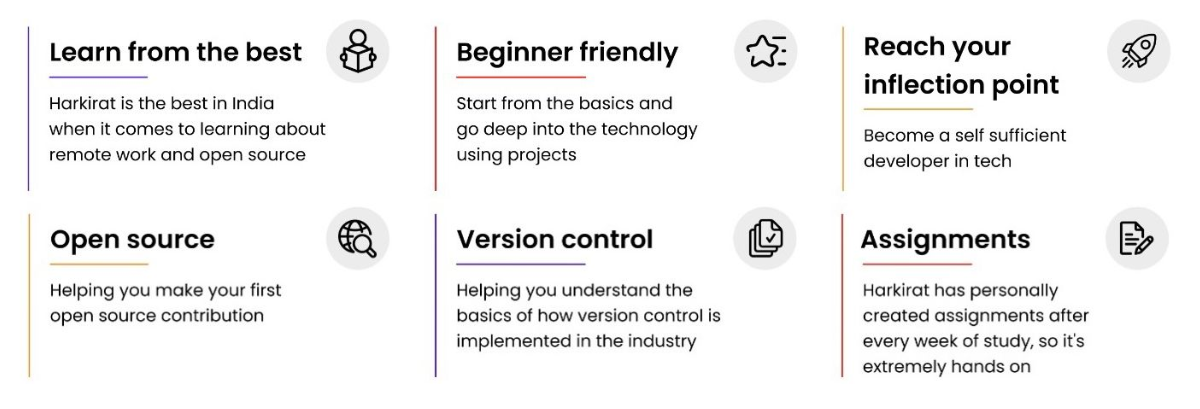 Learn from the best
Harkirat is the best in India
when it comes to learning about
remote work and open source
Beginner friendly
Start from the basics and
go deep into the technology
using projects
Reach your
inflection point
Become a self sufficient
developer in tech
Open source
Helping you make your first
open source contribution
Version control
Helping you understand the
basics of how version control is
implemented in the industry
Assignments
Harkirat has personally
created assignments after
every week of study, so it's
extremely hands on